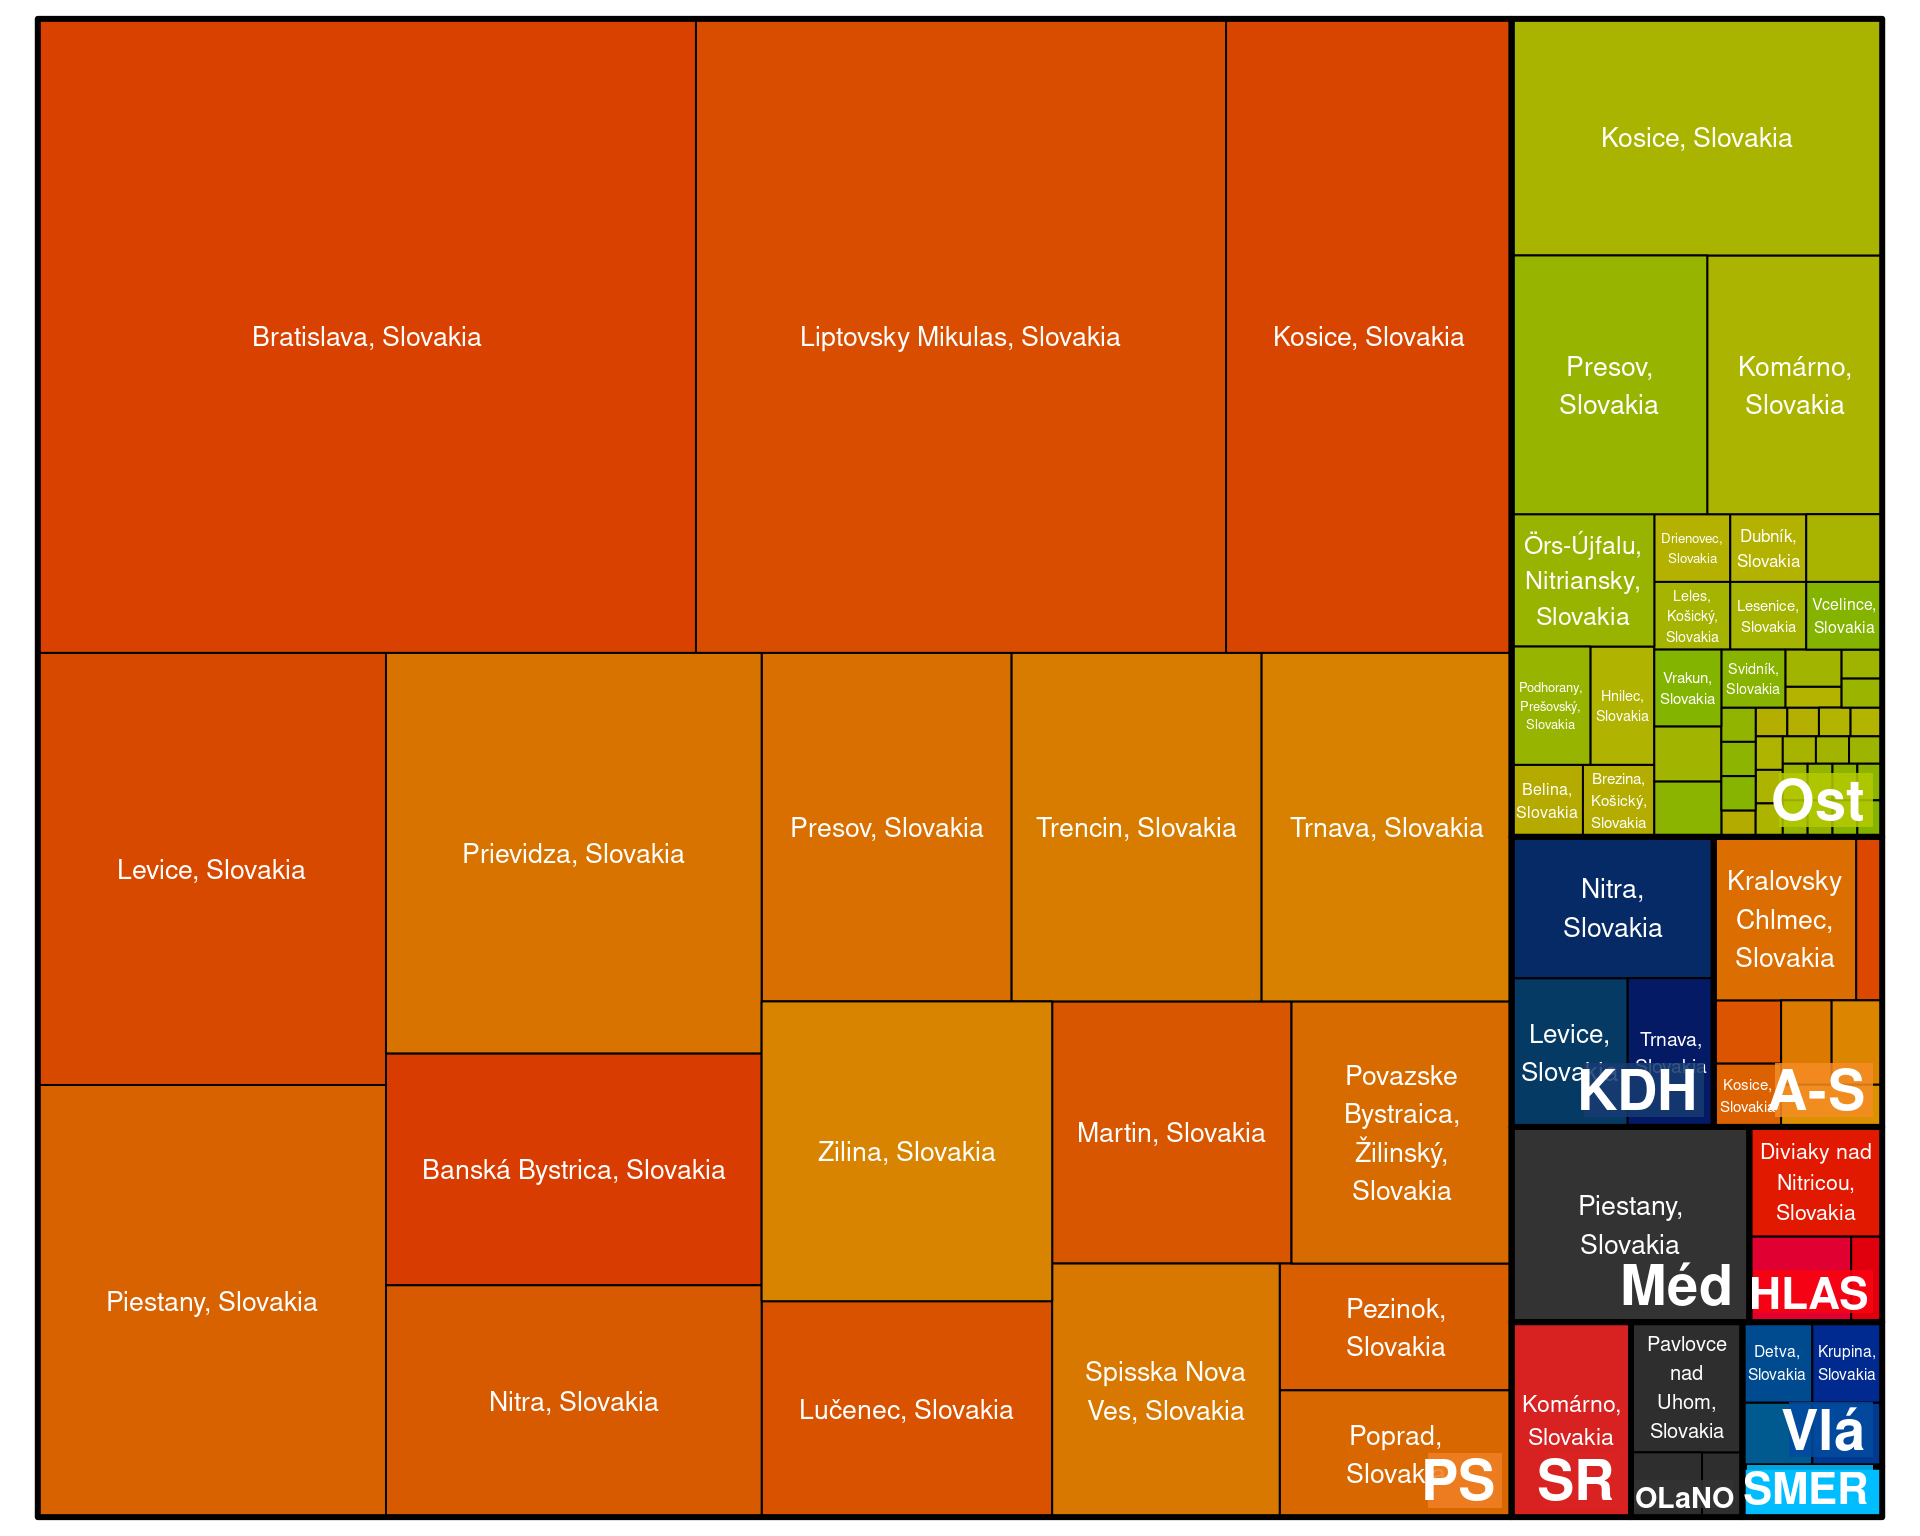 Bratislava, Slovakia
Liptovsky Mikulas, Slovakia
Kosice, Slovakia
Levice, Slovakia
Piestany, Slovakia
Prievidza, Slovakia
Banská Bystrica, Slovakia
Nitra, Slovakia
Presov, Slovakia
Trencin, Slovakia
Trnava, Slovakia
Zilina, Slovakia
Lučenec, Slovakia
Martin, Slovakia
Povazske
Bystraica,
Žilinský,
Slovakia
Spisska Nova
Ves, Slovakia
Pezinok,
Slovakia
Poprad,
Slovakia
PS
Kosice, Slovakia
Presov,
Slovakia
Komárno,
Slovakia
Örs-Újfalu,
Nitriansky,
Slovakia
Drienovec,
Slovakia
Dubník,
Slovakia
Leles,
Košický,
Slovakia
Lesenice,
Slovakia
Vcelince,
Slovakia
Podhorany,
Prešovský,
Slovakia
Hnilec,
Slovakia
Vrakun,
Slovakia
Svidník,
Slovakia
Belina,
Slovakia
Brezina,
Košický,
Slovakia
Ost
Nitra,
Slovakia
Levice,
Slovakia
Trnava,
Slovakia
KDH
Kralovsky
Chlmec,
Slovakia
Kosice,
Slovakia
A-S
Piestany,
Slovakia
Méd
Diviaky nad
Nitricou,
Slovakia
HLAS
Komárno,
Slovakia
SR
Pavlovce
nad
Uhom,
Slovakia
OLaNO
Detva,
Slovakia
Krupina,
Slovakia
Vlá
SMER